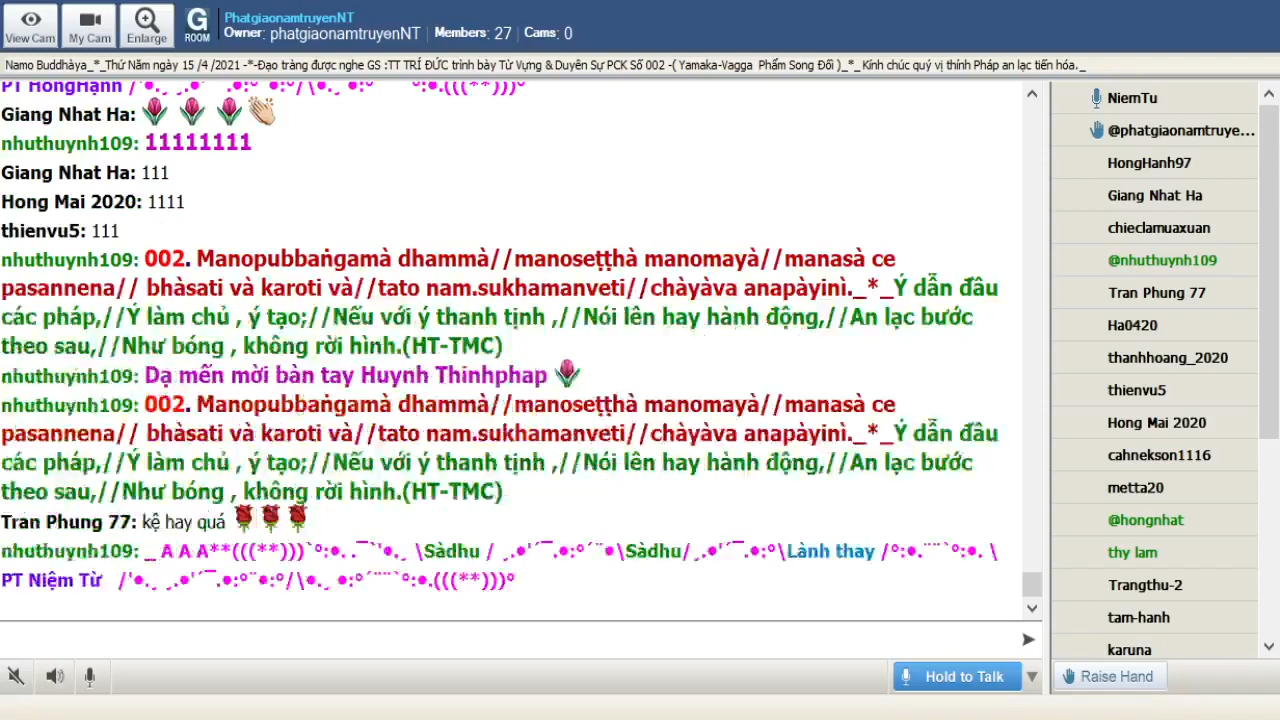 View Cam
My Cam
Enlarge
G ROOM
PhatgiaonamtruyenNT
Owner: phatgiaonamtruyenNT | Members: 27 | Cams: 0
Namo Buddhàya_*_Thứ Năm ngày 15 /4 /2021 -*-Đạo tràng được nghe GS :TT TRÍ ĐỨC trình bày Từ Vựng & Duyên Sự PCK Số 002 -( Yamaka-Vagga Phẩm Song Đối )_*_ Kính chúc quý vị thính Pháp an lạc tiến hóa._
PT HongHạnh
Giang Nhat Ha:
nhuthuynh109: 11111111
Giang Nhat Ha: 111
Hong Mai 2020: 1111
thienvu5: 111
nhuthuynh109: 002. Manopubbaṅgamà dhammà//manoseṭṭhà manomayà//manasà ce
pasannena// bhàsati và karoti và//tato nam.sukhamanveti//chàyàva anapàyinì._*_Ý dẫn đầu
các pháp,//Ý làm chủ , ý tạo;//Nếu với ý thanh tịnh ,//Nói lên hay hành động,//An lạc bước
theo sau,//Như bóng , không rời hình.(HT-TMC)
nhuthuynh109: Dạ mến mời bàn tay Huynh Thinhphap
nhuthuynh109: 002. Manopubbaṅgamà dhammà//manoseṭṭhà manomayà//manasà ce
pasannena// bhàsati và karoti và//tato nam.sukhamanveti//chàyàva anapàyinì._*_Ý dẫn đầu
các pháp,//Ý làm chủ , ý tạo;//Nếu với ý thanh tịnh ,//Nói lên hay hành động,//An lạc bước
theo sau,//Như bóng , không rời hình.(HT-TMC)
Tran Phung 77: kệ hay quá
nhuthuynh109: _ A A A**(((**)))`°:•. .¯`'•.¸ \Sàdhu / ¸.•'´¯.•:°´¨•\Sàdhu/¸.•'´¯.•:°\Lành thay /°:•.¨¨`°:•. \
PT Niệm Từ /'•.¸ ¸.•'´¯.•:°¨•:°/\•.¸ •:°´¨¨`°:•.(((**)))°
NiemTu
@phatgiaonamtruye...
HongHanh97
Giang Nhat Ha
chieclamuaxuan
@nhuthuynh109
Tran Phung 77
Ha0420
thanhhoang_2020
thienvu5
Hong Mai 2020
cahnekson1116
metta20
@hongnhat
thy lam
Trangthu-2
tam-hanh
karuna
Hold to Talk
Raise Hand